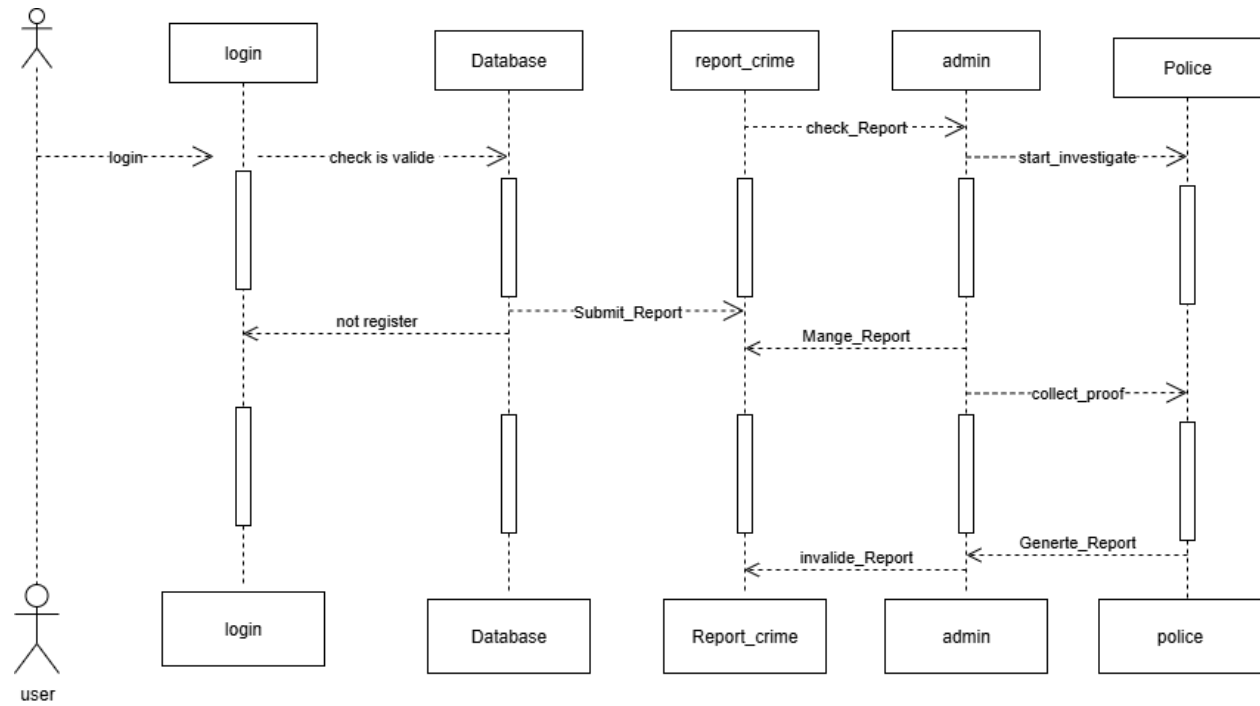 login
Database
report_crime
admin
Police
check_Report
login
check is valide
start_investigate
Submit_Report
not register
Mange_Report
collect_proof
Generte_Report
invalide_Report
login
Database
Report_crime
admin
police
user